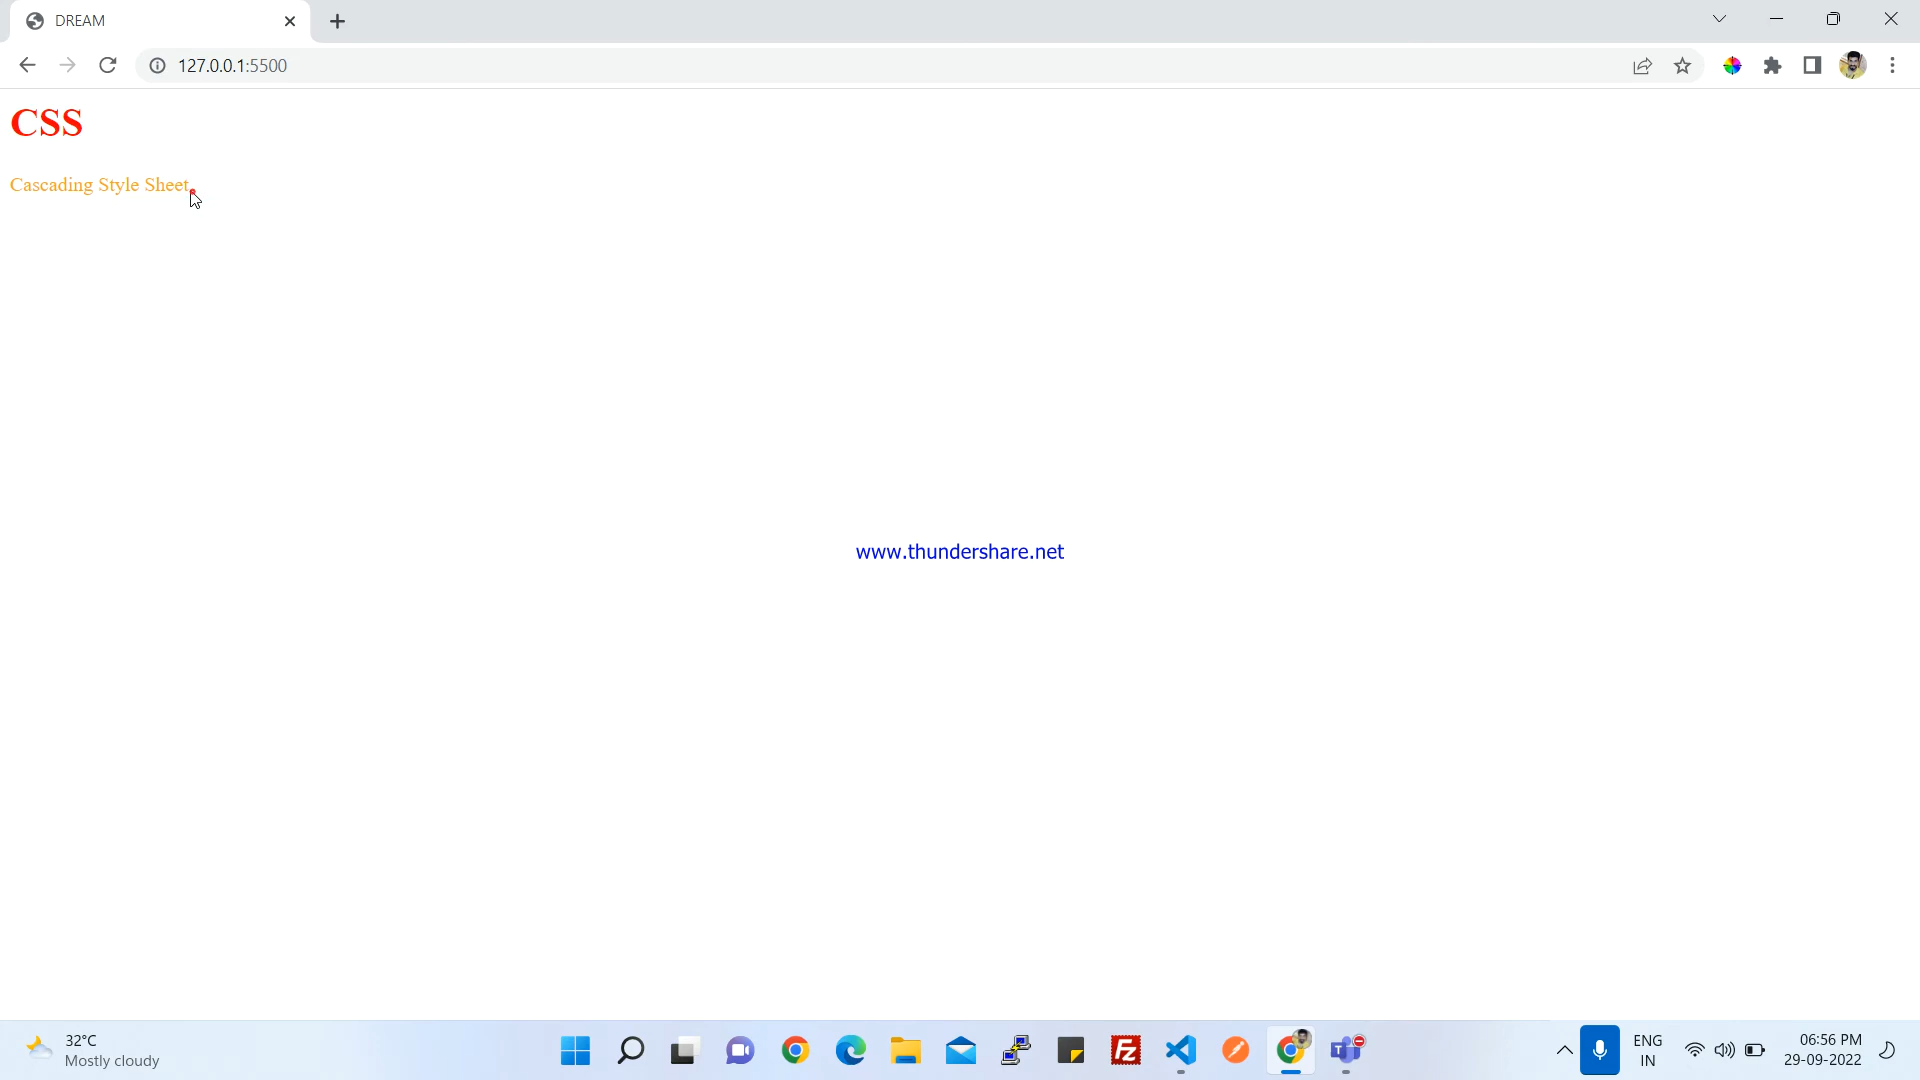 DREAM
127.0.0.1:5500
CSS
Cascading Style Sheet
www.thundershare.net
32°C
Mostly cloudy
ENG
IN
06:56 PM
29-09-2022